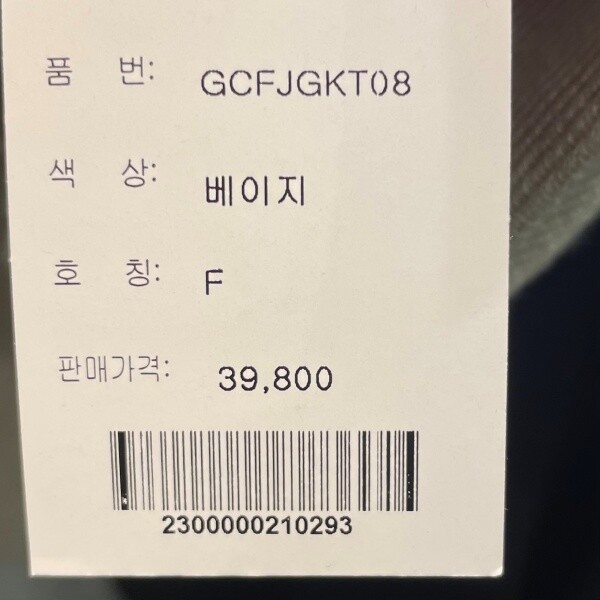 품 번: GCFJGKT08
색 상: 베이지
호 칭: F
판매가격: 39,800
2300000210293